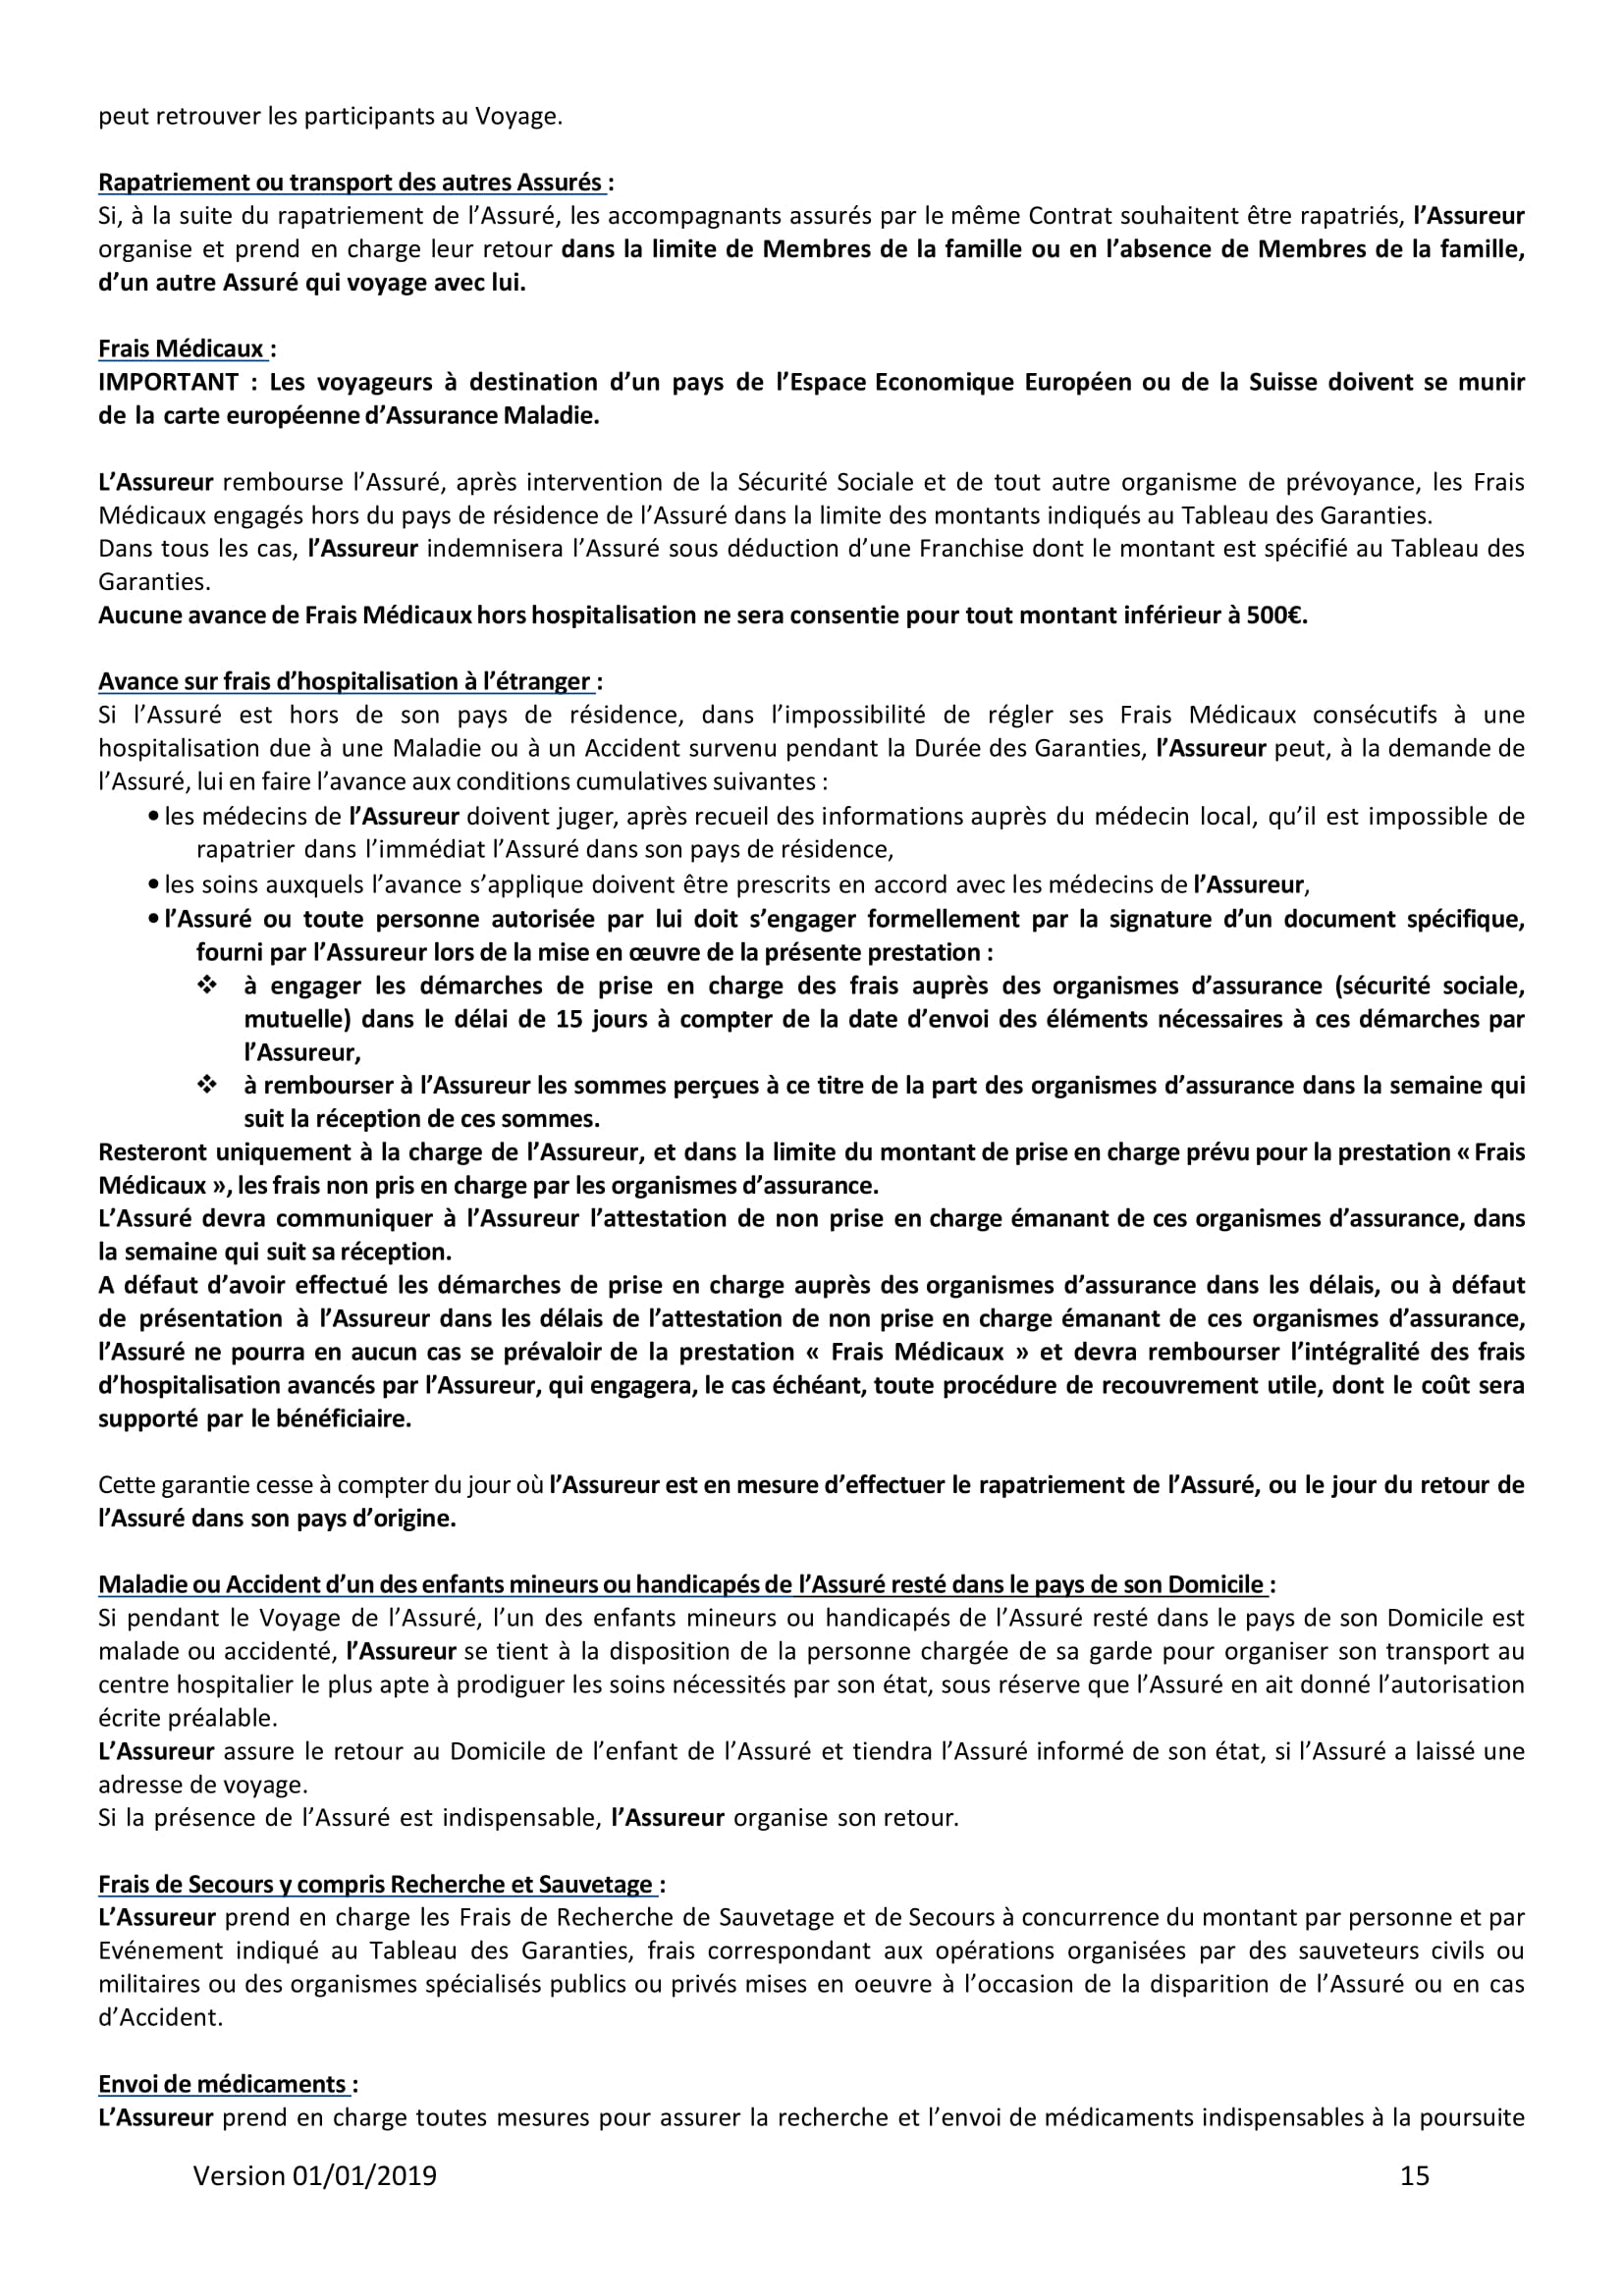 peut retrouver les participants au Voyage.
Rapatriement ou transport des autres Assurés :
Si, à la suite du rapatriement de l’Assuré, les accompagnants assurés par le même Contrat souhaitent être rapatriés, l’Assureur
organise et prend en charge leur retour dans la limite de Membres de la famille ou en l’absence de Membres de la famille,
d’un autre Assuré qui voyage avec lui.
Frais Médicaux :
IMPORTANT : Les voyageurs à destination d’un pays de l’Espace Economique Européen ou de la Suisse doivent se munir
de la carte européenne d’Assurance Maladie.
L’Assureur rembourse l’Assuré, après intervention de la Sécurité Sociale et de tout autre organisme de prévoyance, les Frais
Médicaux engagés hors du pays de résidence de l’Assuré dans la limite des montants indiqués au Tableau des Garanties.
Dans tous les cas, l’Assureur indemnisera l’Assuré sous déduction d’une Franchise dont le montant est spécifié au Tableau des
Garanties.
Aucune avance de Frais Médicaux hors hospitalisation ne sera consentie pour tout montant inférieur à 500€.
Avance sur frais d’hospitalisation à l’étranger :
Si l’Assuré est hors de son pays de résidence, dans l’impossibilité de régler ses Frais Médicaux consécutifs à une
hospitalisation due à une Maladie ou à un Accident survenu pendant la Durée des Garanties, l’Assureur peut, à la demande de
l’Assuré, lui en faire l’avance aux conditions cumulatives suivantes :
• les médecins de l’Assureur doivent juger, après recueil des informations auprès du médecin local, qu’il est impossible de
rapatrier dans l’immédiat l’Assuré dans son pays de résidence,
• les soins auxquels l’avance s’applique doivent être prescrits en accord avec les médecins de l’Assureur,
• l’Assuré ou toute personne autorisée par lui doit s’engager formellement par la signature d’un document spécifique,
fourni par l’Assureur lors de la mise en œuvre de la présente prestation :
❖ à engager les démarches de prise en charge des frais auprès des organismes d’assurance (sécurité sociale,
mutuelle) dans le délai de 15 jours à compter de la date d’envoi des éléments nécessaires à ces démarches par
l’Assureur,
❖ à rembourser à l’Assureur les sommes perçues à ce titre de la part des organismes d’assurance dans la semaine qui
suit la réception de ces sommes.
Resteront uniquement à la charge de l’Assureur, et dans la limite du montant de prise en charge prévu pour la prestation « Frais
Médicaux », les frais non pris en charge par les organismes d’assurance.
L’Assuré devra communiquer à l’Assureur l’attestation de non prise en charge émanant de ces organismes d’assurance, dans
la semaine qui suit sa réception.
A défaut d’avoir effectué les démarches de prise en charge auprès des organismes d’assurance dans les délais, ou à défaut
de présentation à l’Assureur dans les délais de l’attestation de non prise en charge émanant de ces organismes d’assurance,
l’Assuré ne pourra en aucun cas se prévaloir de la prestation « Frais Médicaux » et devra rembourser l’intégralité des frais
d’hospitalisation avancés par l’Assureur, qui engagera, le cas échéant, toute procédure de recouvrement utile, dont le coût sera
supporté par le bénéficiaire.
Cette garantie cesse à compter du jour où l’Assureur est en mesure d’effectuer le rapatriement de l’Assuré, ou le jour du retour de
l’Assuré dans son pays d’origine.
Maladie ou Accident d’un des enfants mineurs ou handicapés de l’Assuré resté dans le pays de son Domicile :
Si pendant le Voyage de l’Assuré, l’un des enfants mineurs ou handicapés de l’Assuré resté dans le pays de son Domicile est
malade ou accidenté, l’Assureur se tient à la disposition de la personne chargée de sa garde pour organiser son transport au
centre hospitalier le plus apte à prodiguer les soins nécessités par son état, sous réserve que l’Assuré en ait donné l’autorisation
écrite préalable.
L’Assureur assure le retour au Domicile de l’enfant de l’Assuré et tiendra l’Assuré informé de son état, si l’Assuré a laissé une
adresse de voyage.
Si la présence de l’Assuré est indispensable, l’Assureur organise son retour.
Frais de Secours y compris Recherche et Sauvetage :
L’Assureur prend en charge les Frais de Recherche de Sauvetage et de Secours à concurrence du montant par personne et par
Evénement indiqué au Tableau des Garanties, frais correspondant aux opérations organisées par des sauveteurs civils ou
militaires ou des organismes spécialisés publics ou privés mises en oeuvre à l’occasion de la disparition de l’Assuré ou en cas
d’Accident.
Envoi de médicaments :
L’Assureur prend en charge toutes mesures pour assurer la recherche et l’envoi de médicaments indispensables à la poursuite
Version 01/01/2019 15